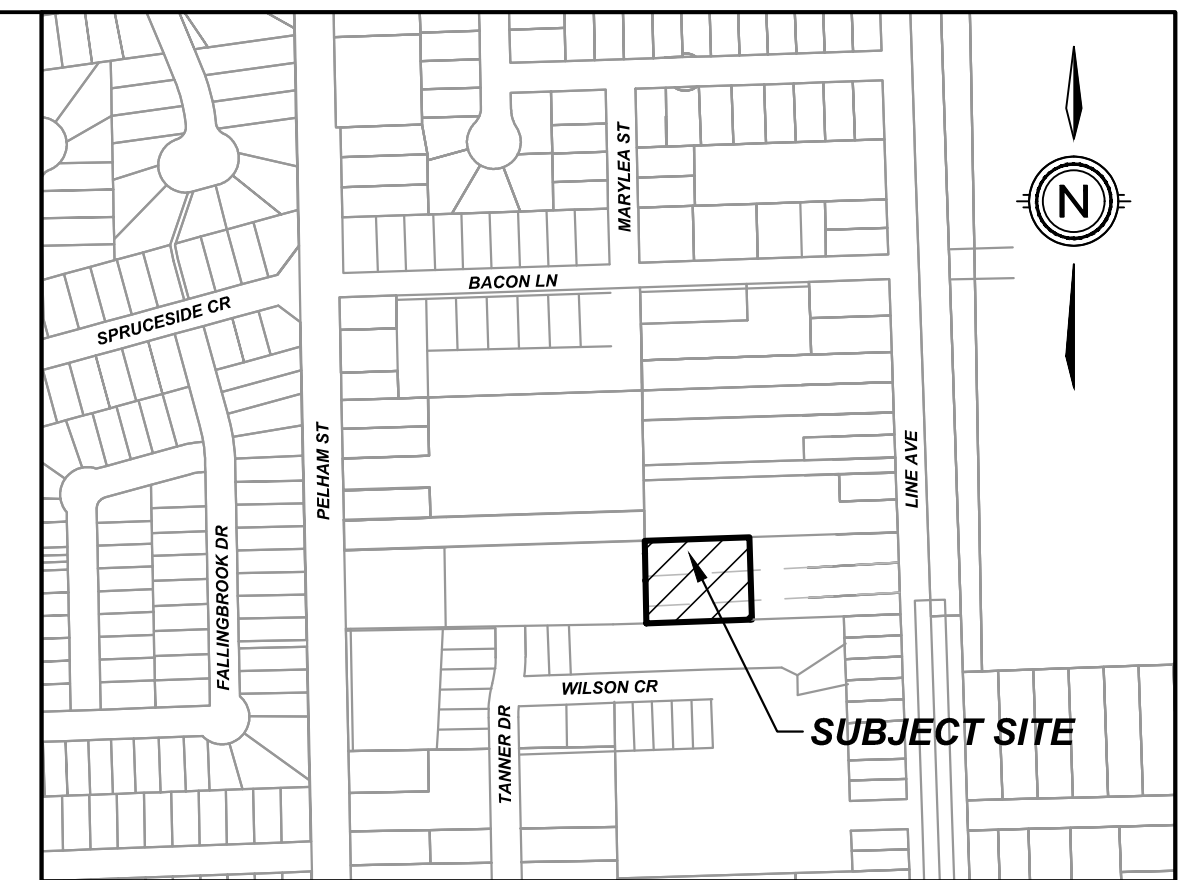 MARYLEA ST
N
BACON LN
SPRUCESIDE CR
PELHAM ST
LINE AVE
FALLINGBROOK DR
WILSON CR
TANNER DR
SUBJECT SITE